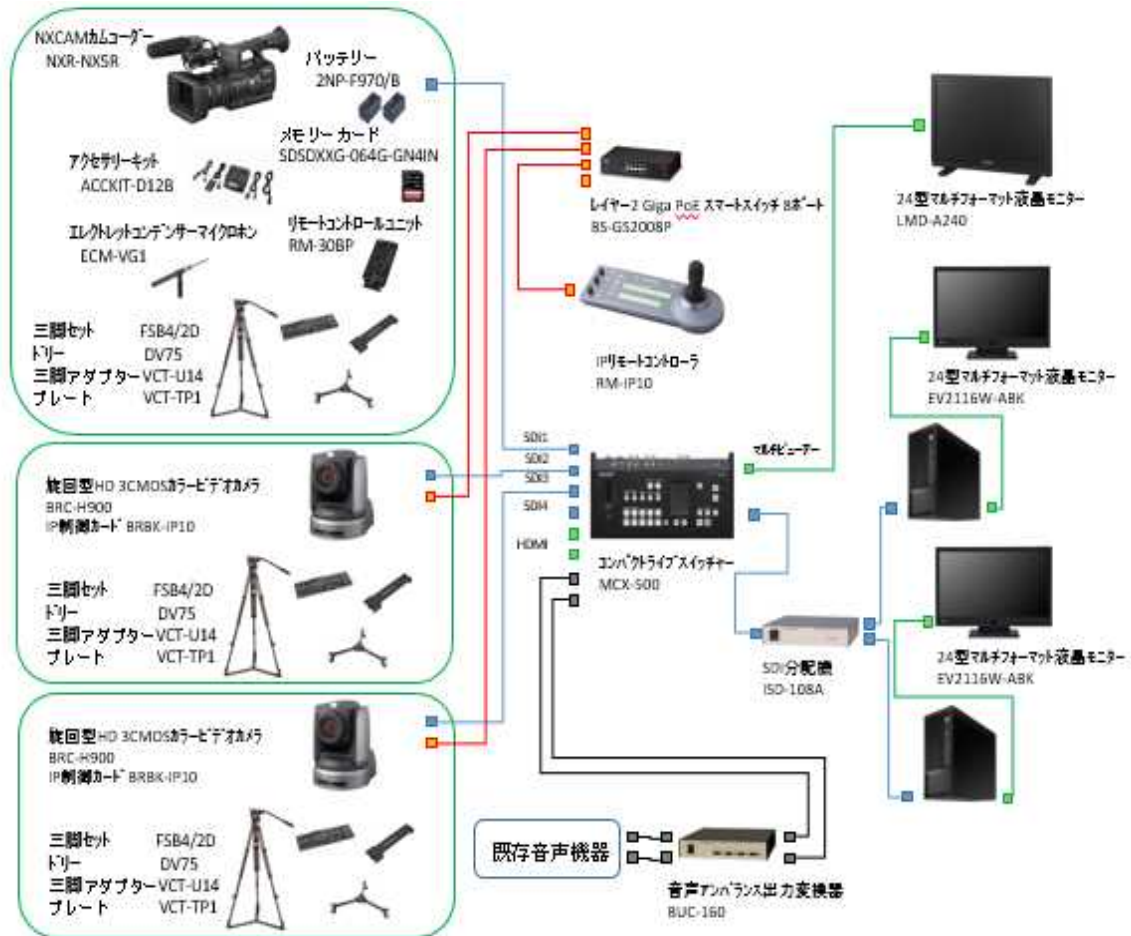 NXCAMカムコーダー
NXR-NX5R
バッテリー
2NP-F970/B
メモリーカード
SDSDXXG-064G-GN4IN
アクセサリーキット
ACCKIT-D12B
エレクトレットコンデンサーマイクロホン
ECM-VG1
リモートコントロールユニット
RM-30BP
三脚セット FSB4/2D
ドリー DV75
三脚アダプター VCT-U14
プレート VCT-TP1
旋回型HD 3CMOSカラービデオカメラ
BRC-H900
IP制御カード BRBK-IP10
三脚セット FSB4/2D
ドリー DV75
三脚アダプター VCT-U14
プレート VCT-TP1
旋回型HD 3CMOSカラービデオカメラ
BRC-H900
IP制御カード BRBK-IP10
三脚セット FSB4/2D
ドリー DV75
三脚アダプター VCT-U14
プレート VCT-TP1
レイヤー2 Giga PoE スマートスイッチ 8ポート
BS-GS2008P
IPリモートコントローラ
RM-IP10
SDI1
SDI2
SDI3
SDI4
HDMI
マルチビューアー
コンパクトライブスイッチャー
MCX-500
SDI分配機
ISD-108A
既存音声機器
音声アンバランス出力変換器
BUC-160
24型マルチフォーマット液晶モニター
LMD-A240
24型マルチフォーマット液晶モニター
EV2116W-ABK
24型マルチフォーマット液晶モニター
EV2116W-ABK